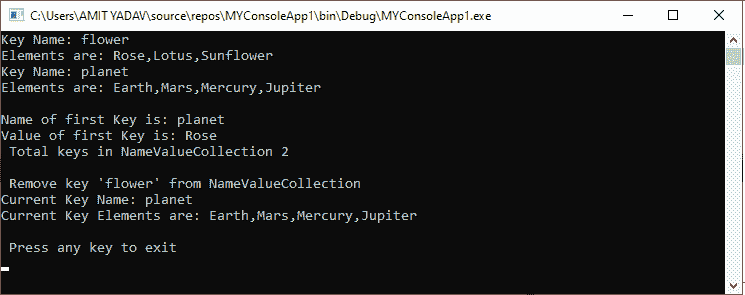 C:\Users\AMIT YADAV\source\repos\MYConsoleApp1\bin\Debug\MYConsoleApp1.exe
Key Name: flower
Elements are: Rose,Lotus,Sunflower
Key Name: planet
Elements are: Earth,Mars,Mercury,Jupiter
Name of first Key is: planet
Value of first Key is: Rose
Total keys in NameValueCollection 2
Remove key 'flower' from NameValueCollection
Current Key Name: planet
Current Key Elements are: Earth,Mars,Mercury,Jupiter
Press any key to exit